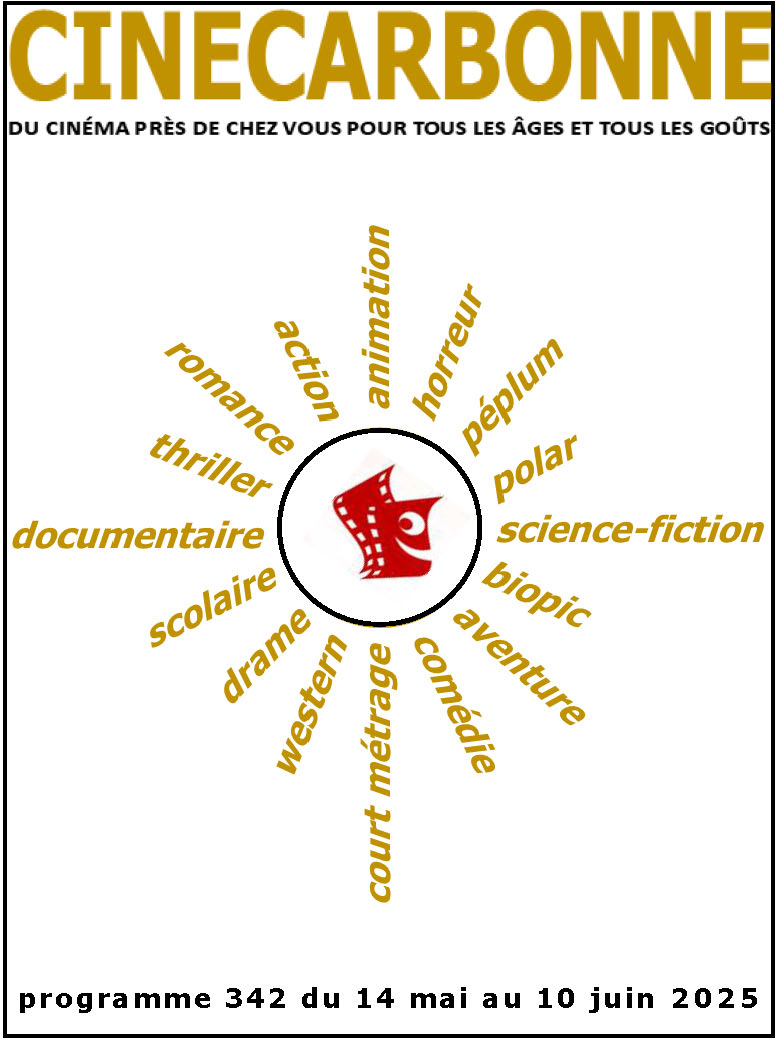 CINECARBONNE
DU CINÉMA PRÈS DE CHEZ VOUS POUR TOUS LES ÂGES ET TOUS LES GOÛTS
animation
horreur
péplum
polar
science-fiction
biopic
aventure
comédie
court métrage
western
drame
scolaire
documentaire
thriller
romance
action
programme 342 du 14 mai au 10 juin 2025